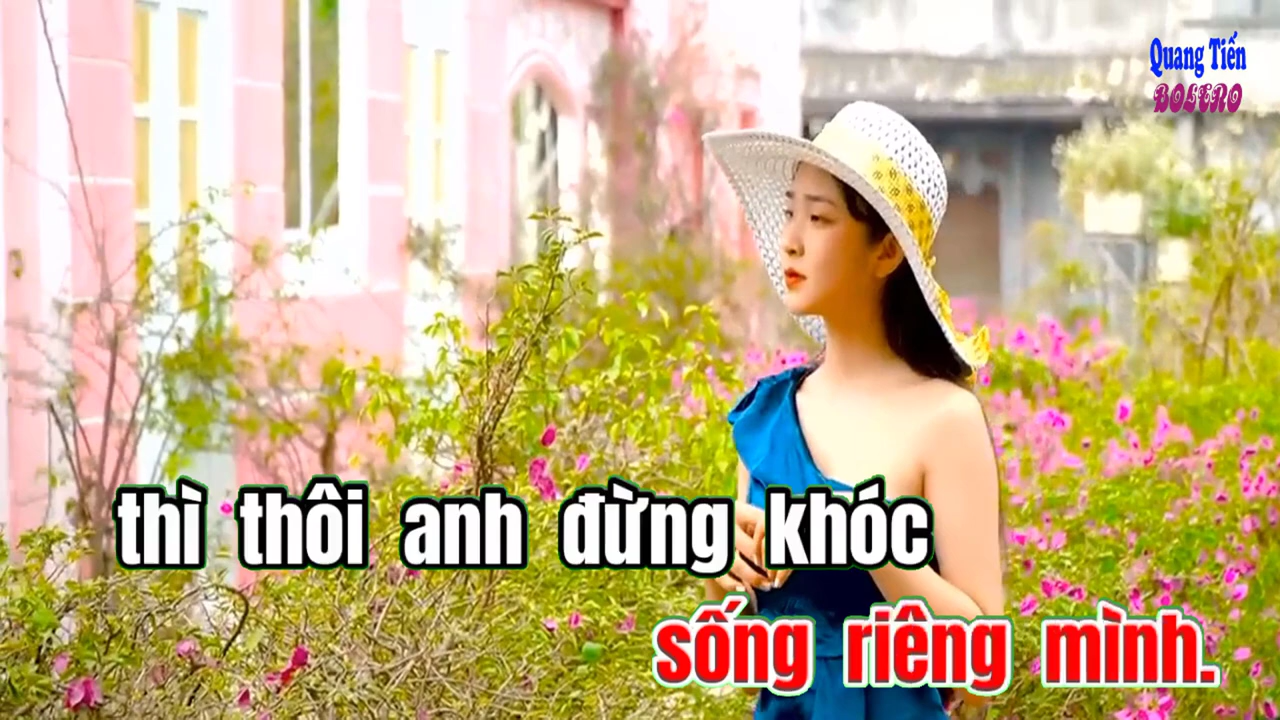 Quang Tiến
BOLERO
thì thôi anh đừng khóc
sống riêng mình.